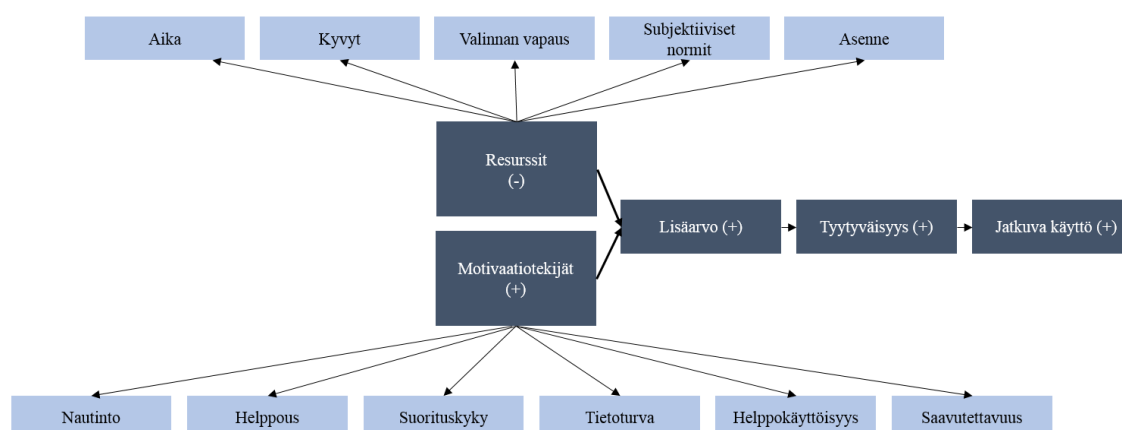 Aika
Kyvyt
Valinnan vapaus
Subjektiiviset
normit
Asenne
Resurssit
(-)
Lisäarvo (+)
Tyytyväisyys (+)
Jatkuva käyttö (+)
Motivaatiotekijät
(+)
Nautinto
Helppous
Suorituskyky
Tietoturva
Helppokäyttöisyys
Saavutettavuus